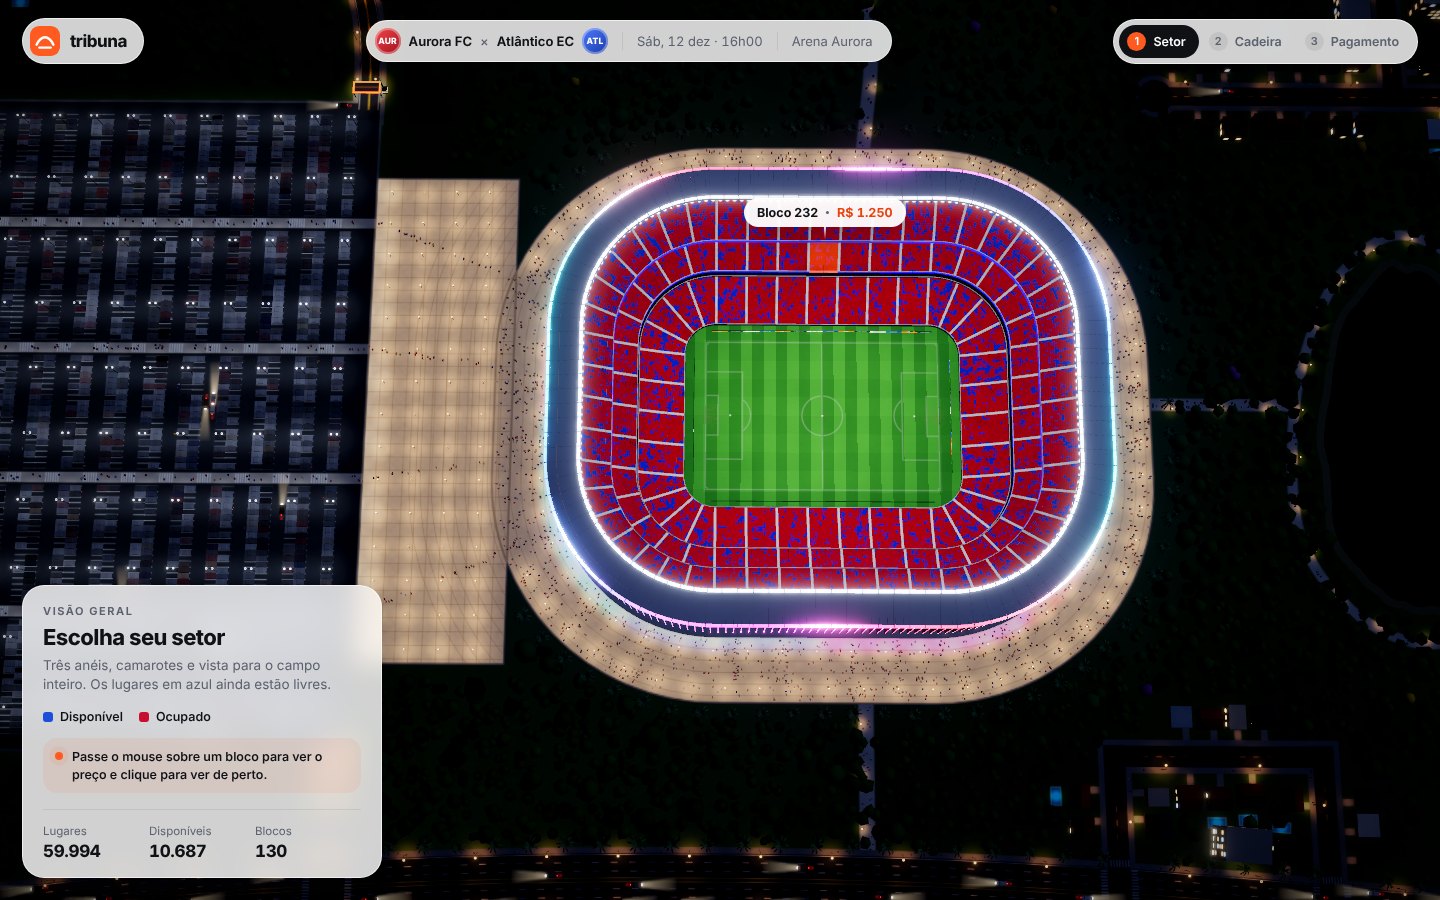 tribuna
AUR Aurora FC × Atlântico EC ATL Sáb, 12 dez · 16h00 Arena Aurora
1 Setor 2 Cadeira 3 Pagamento
Bloco 232 · R$ 1.250
VISÃO GERAL
Escolha seu setor
Três anéis, camarotes e vista para o campo
inteiro. Os lugares em azul ainda estão livres.
Disponível Ocupado
Passe o mouse sobre um bloco para ver o
preço e clique para ver de perto.
Lugares Disponíveis Blocos
59.994 10.687 130